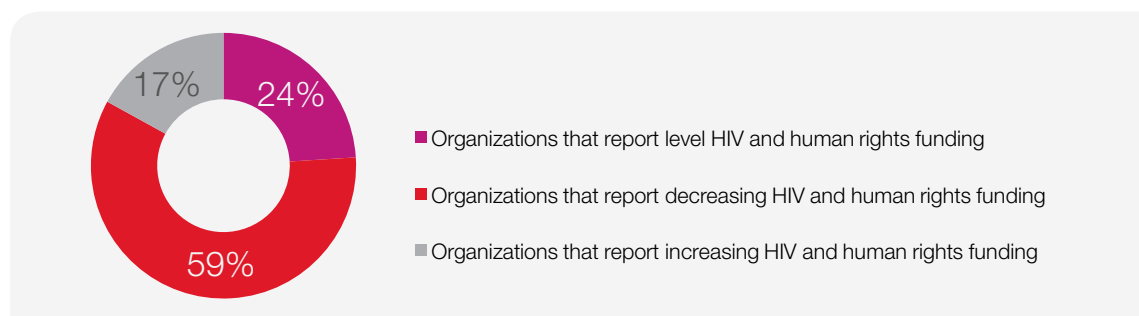 17%
24%
59%
Organizations that report level HIV and human rights funding
Organizations that report decreasing HIV and human rights funding
Organizations that report increasing HIV and human rights funding